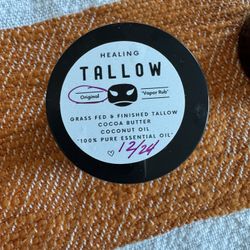 HEALING
TALLOW
Original "Vapor Rub"
GRASS FED & FINISHED TALLOW
COCOA BUTTER
COCONUT OIL
"100% PURE ESSENTIAL OIL"
12/24